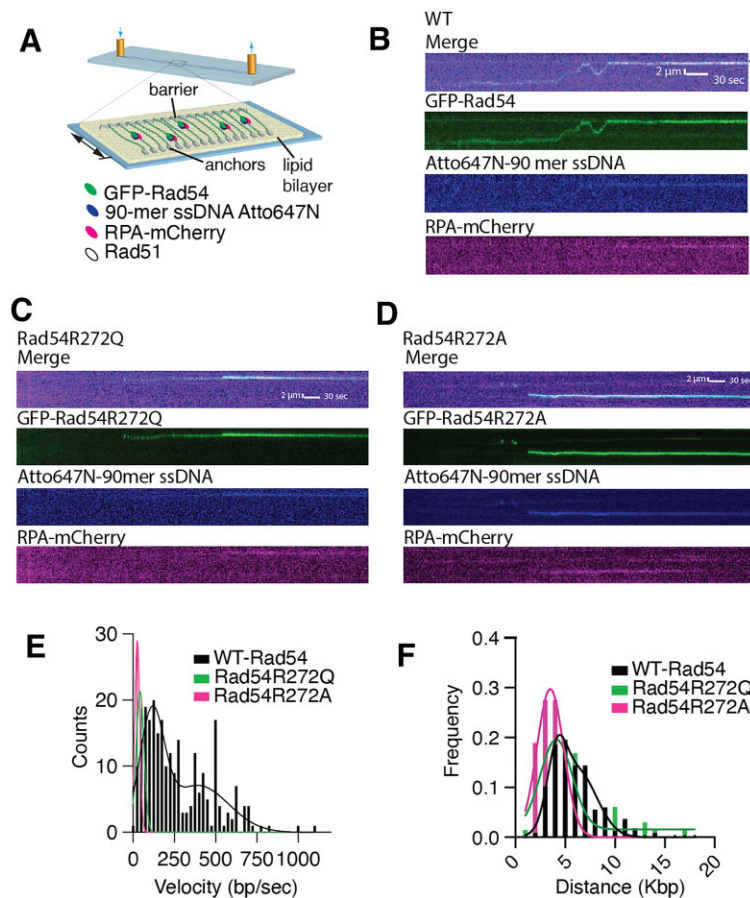 A
barrier
anchors
lipid
bilayer
GFP-Rad54
90-mer ssDNA Atto647N
RPA-mCherry
Rad51
B
WT
Merge
2 μm
30 sec
GFP-Rad54
Atto647N-90 mer ssDNA
RPA-mCherry
C
Rad54R272Q
Merge
2 μm
30 sec
GFP-Rad54R272Q
Atto647N-90mer ssDNA
RPA-mCherry
D
Rad54R272A
Merge
2 μm
30 sec
GFP-Rad54R272A
Atto647N-90mer ssDNA
RPA-mCherry
E
30
20
10
0
Counts
WT-Rad54
Rad54R272Q
Rad54R272A
0 250 500 750 1000
Velocity (bp/sec)
F
0.4
0.3
0.2
0.1
0.0
Frequency
WT-Rad54
Rad54R272Q
Rad54R272A
0 5 10 15 20
Distance (Kbp)